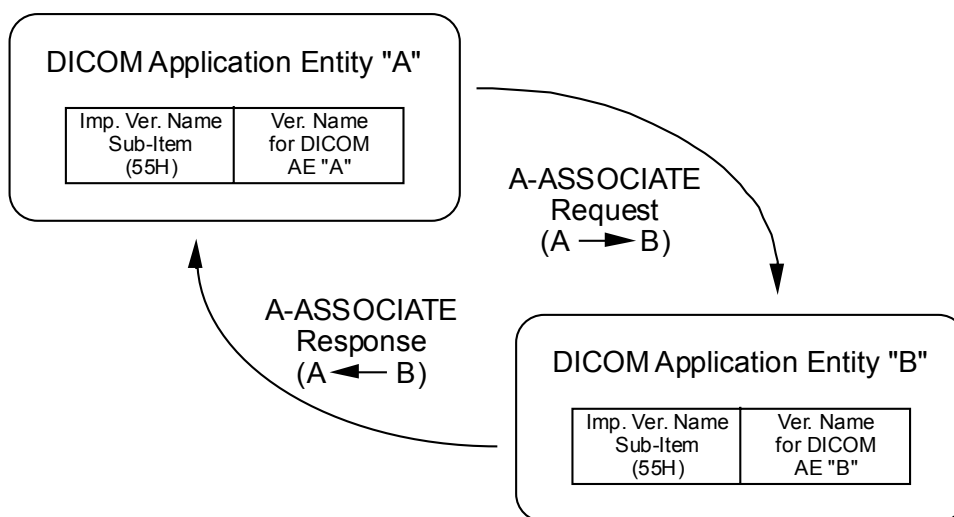 DICOM Application Entity "A"
Imp. Ver. Name
Sub-Item
(55H)
Ver. Name
for DICOM
AE "A"
A-ASSOCIATE
Request
(A → B)
A-ASSOCIATE
Response
(A ← B)
DICOM Application Entity "B"
Imp. Ver. Name
Sub-Item
(55H)
Ver. Name
for DICOM
AE "B"